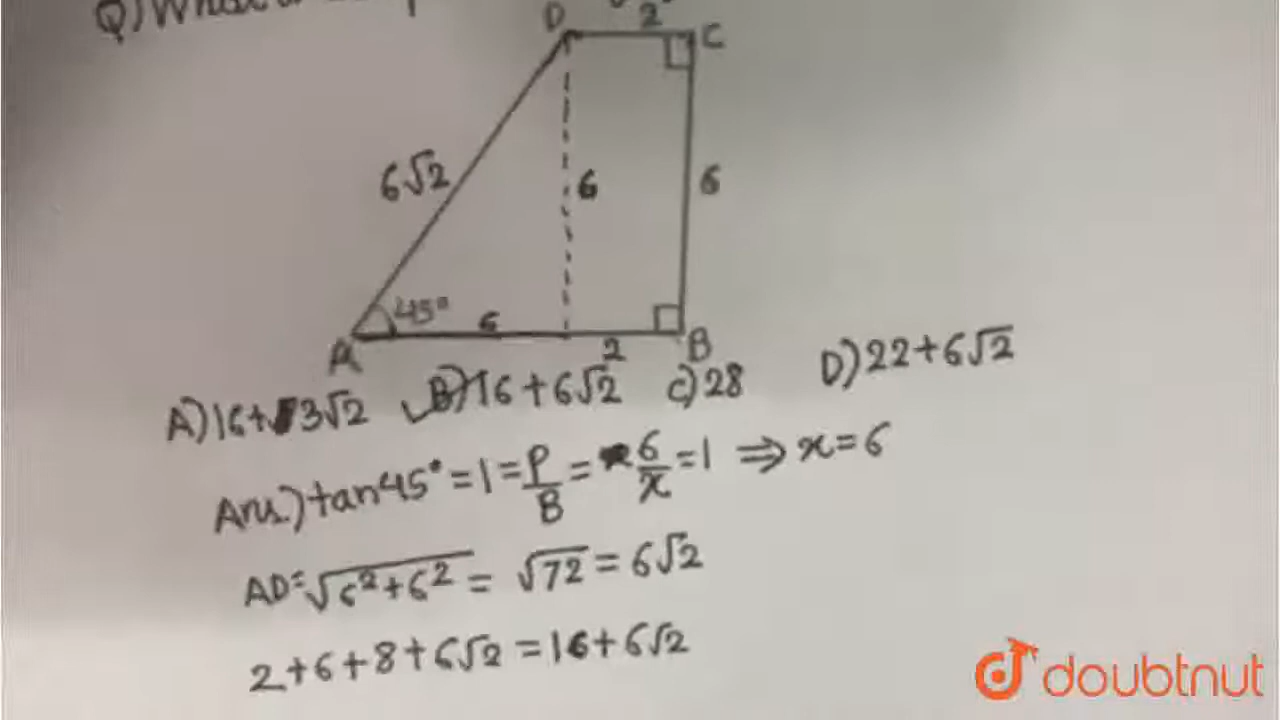 Q) What
D 2 C
6√2 6 6
45°
A 6 2 B
A) 16+3√2 B) 16+6√2 C) 28 D) 22+6√2
Ans.) tan45°=1=P/B=6/x=1 ⇒ x=6
AD=√6²+6² = √72 = 6√2
2+6+8+6√2=16+6√2
doubtnut